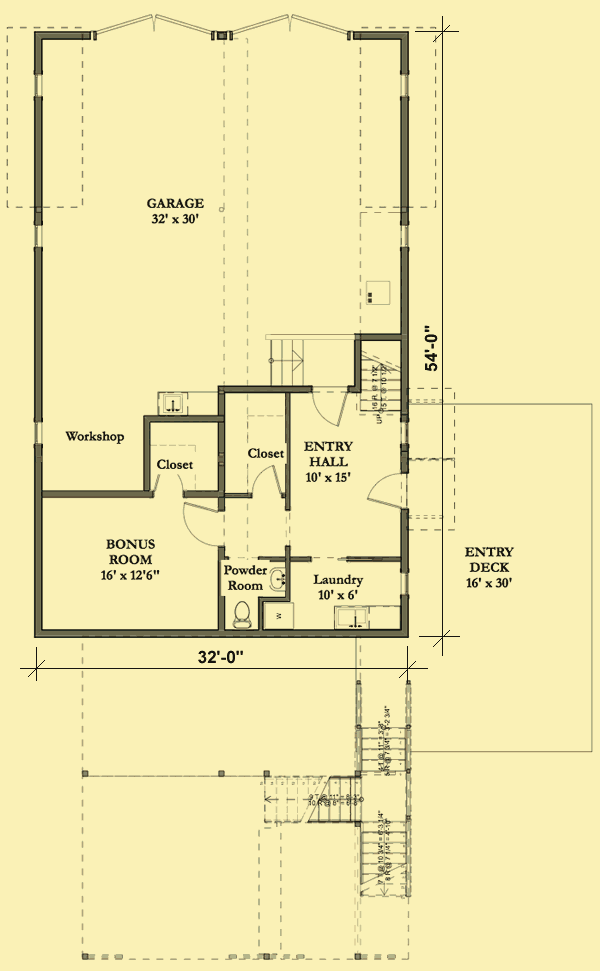 GARAGE
32' x 30'
54'-0"
Workshop
Closet
Closet
ENTRY
HALL
10' x 15'
BONUS
ROOM
16' x 12'6"
Powder
Room
Laundry
10' x 6'
W
ENTRY
DECK
16' x 30'
32'-0"